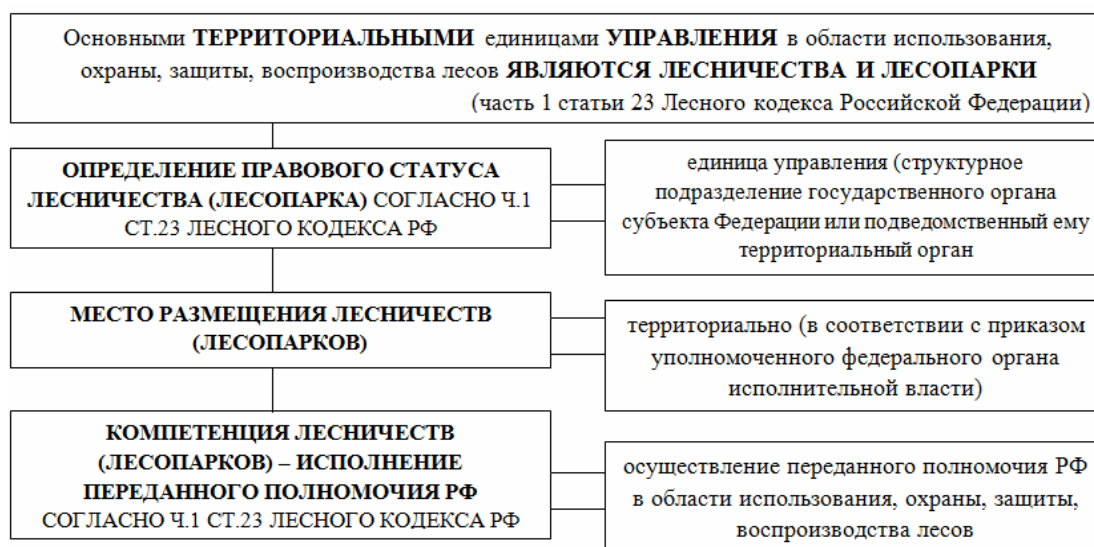 Основными ТЕРРИТОРИАЛЬНЫМИ единицами УПРАВЛЕНИЯ в области использования,
охраны, защиты, воспроизводства лесов ЯВЛЯЮТСЯ ЛЕСНИЧЕСТВА И ЛЕСОПАРКИ
(часть 1 статьи 23 Лесного кодекса Российской Федерации)
ОПРЕДЕЛЕНИЕ ПРАВОВОГО СТАТУСА
ЛЕСНИЧЕСТВА (ЛЕСОПАРКА) СОГЛАСНО Ч.1
СТ.23 ЛЕСНОГО КОДЕКСА РФ
единица управления (структурное
подразделение государственного органа
субъекта Федерации или подведомственный ему
территориальный орган
МЕСТО РАЗМЕЩЕНИЯ ЛЕСНИЧЕСТВ
(ЛЕСОПАРКОВ)
территориально (в соответствии с приказом
уполномоченного федерального органа
исполнительной власти)
КОМПЕТЕНЦИЯ ЛЕСНИЧЕСТВ
(ЛЕСОПАРКОВ) – ИСПОЛНЕНИЕ
ПЕРЕДАННОГО ПОЛНОМОЧИЯ РФ
СОГЛАСНО Ч.1 СТ.23 ЛЕСНОГО КОДЕКСА РФ
осуществление переданного полномочия РФ
в области использования, охраны, защиты,
воспроизводства лесов